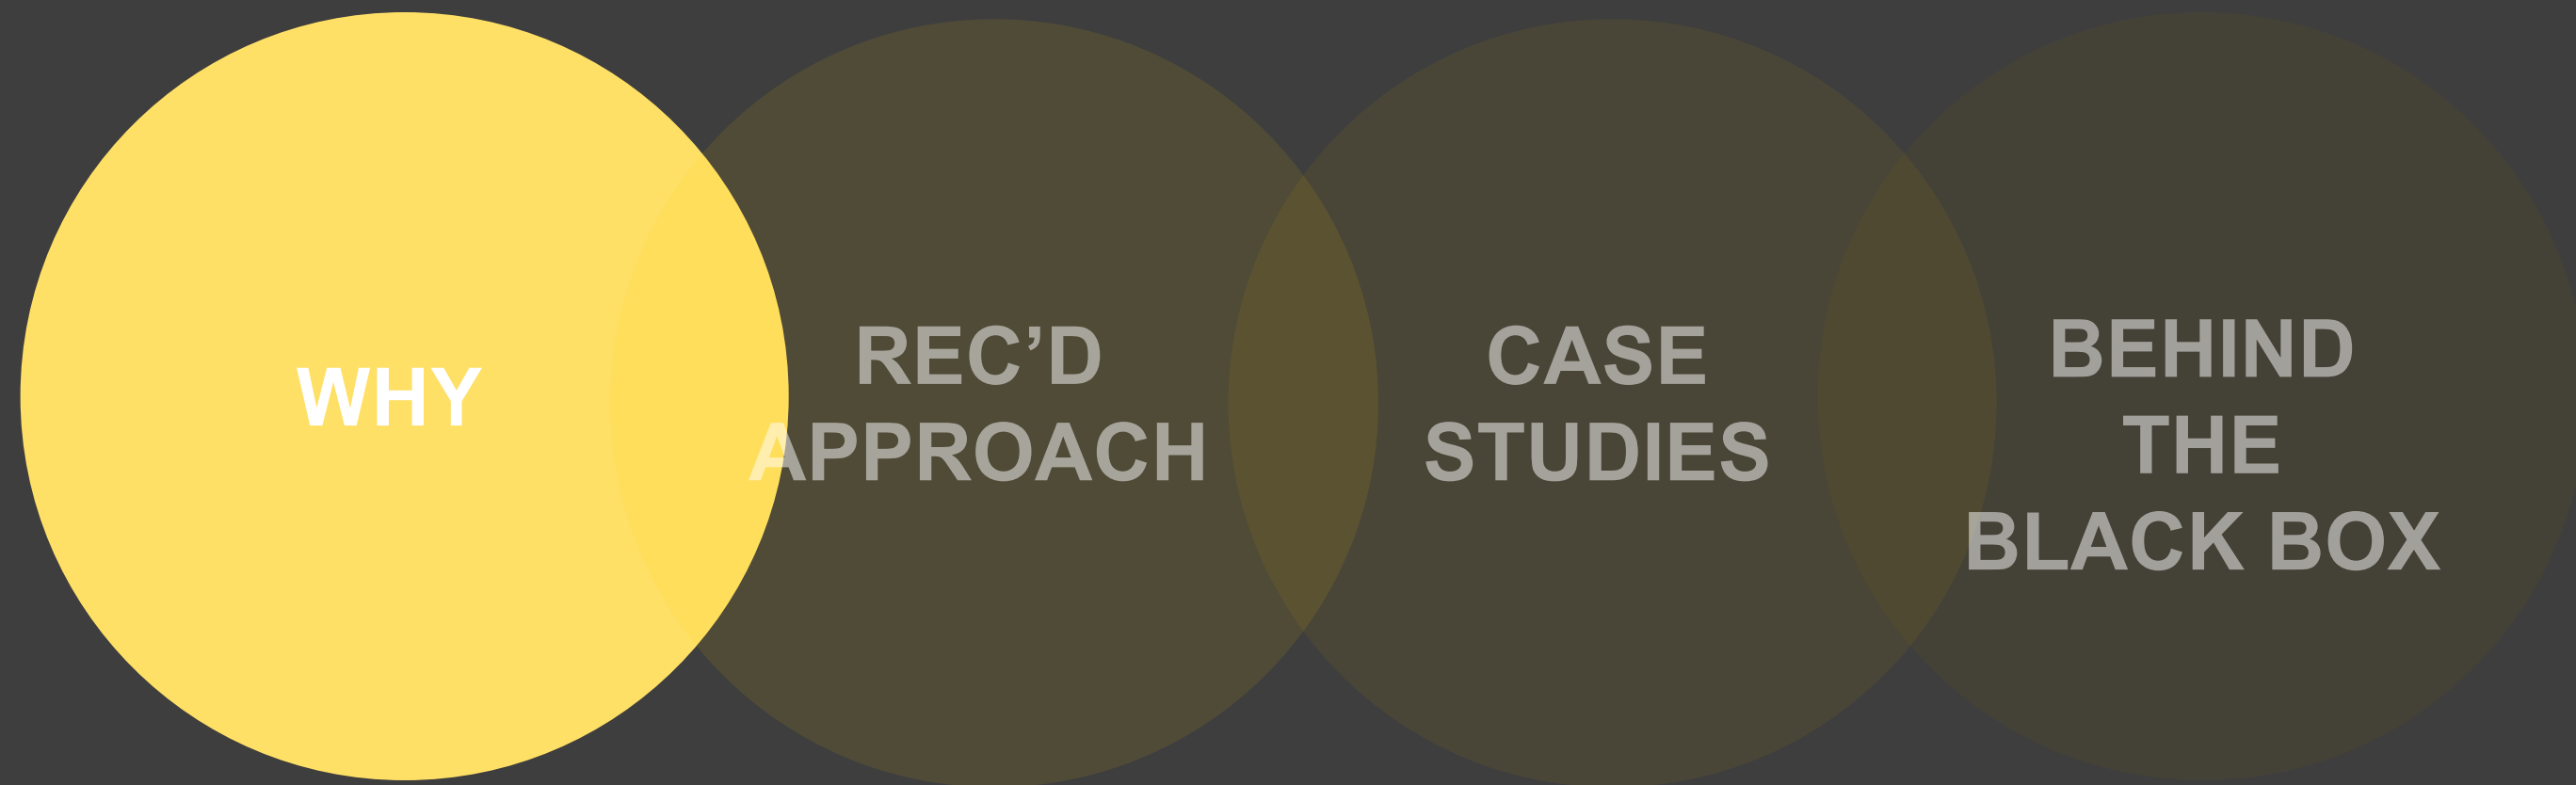 WHY
REC’D
APPROACH
CASE
STUDIES
BEHIND
THE
BLACK BOX